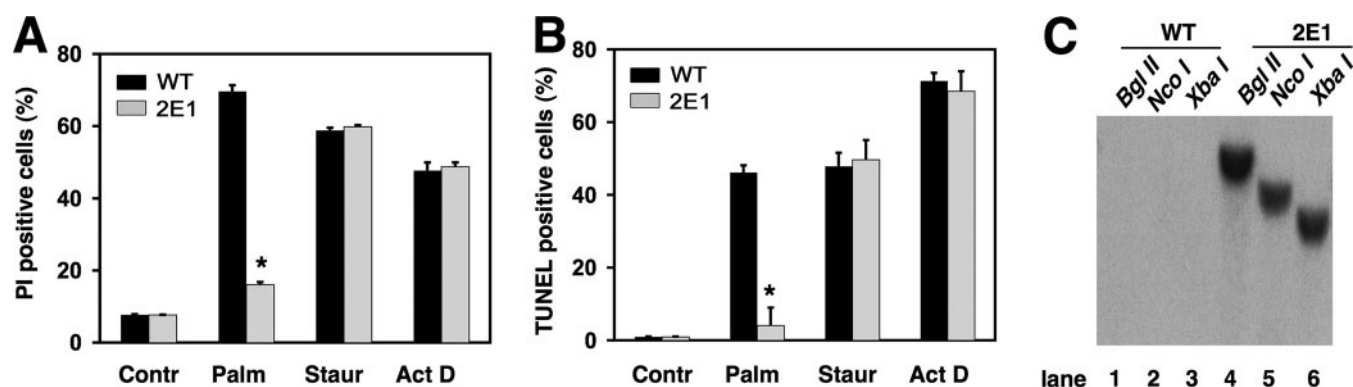 A
PI positive cells (%)
80
60
40
20
0
WT
2E1
*
Contr Palm Staur Act D
B
TUNEL positive cells (%)
80
60
40
20
0
WT
2E1
*
Contr Palm Staur Act D
C
WT 2E1
Bgl II Nco I Xba I Bgl II Nco I Xba I
lane 1 2 3 4 5 6